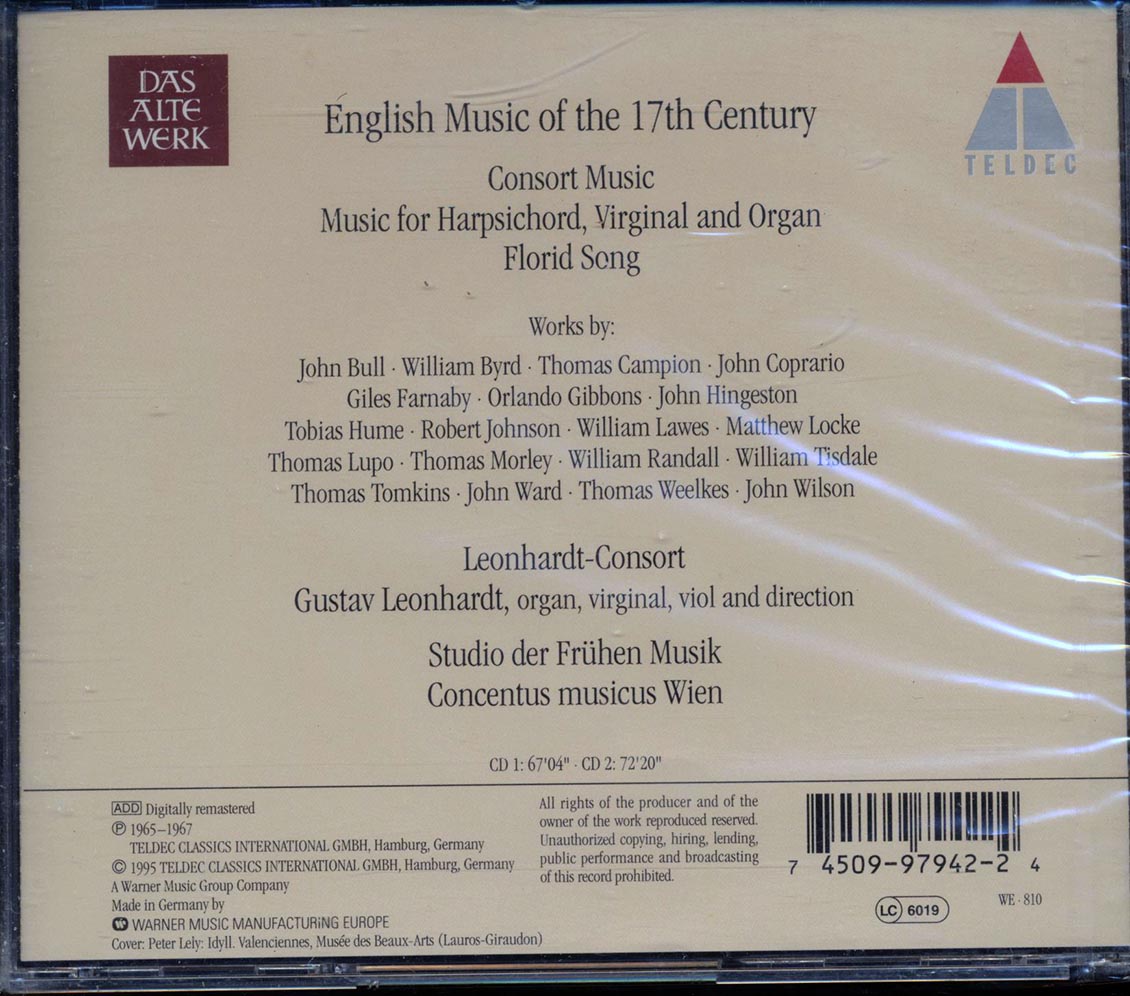 DAS
ALTE
WERK
TELDEC
English Music of the 17th Century
Consort Music
Music for Harpsichord, Virginal and Organ
Florid Song
Works by:
John Bull · William Byrd · Thomas Campion · John Coprario
Giles Farnaby · Orlando Gibbons · John Hingeston
Tobias Hume · Robert Johnson · William Lawes · Matthew Locke
Thomas Lupo · Thomas Morley · William Randall · William Tisdale
Thomas Tomkins · John Ward · Thomas Weelkes · John Wilson
Leonhardt-Consort
Gustav Leonhardt, organ, virginal, viol and direction
Studio der Frühen Musik
Concentus musicus Wien
CD 1: 67'04" · CD 2: 72'20"
ADD Digitally remastered
℗ 1965–1967
TELDEC CLASSICS INTERNATIONAL GMBH, Hamburg, Germany
© 1995 TELDEC CLASSICS INTERNATIONAL GMBH, Hamburg, Germany
A Warner Music Group Company
Made in Germany by
WARNER MUSIC MANUFACTURING EUROPE
Cover: Peter Lely: Idyll. Valenciennes, Musée des Beaux-Arts (Lauros-Giraudon)
All rights of the producer and of the
owner of the work reproduced reserved.
Unauthorized copying, hiring, lending,
public performance and broadcasting
of this record prohibited.
7 45099-97942-2 4
LC 6019
WE · 810